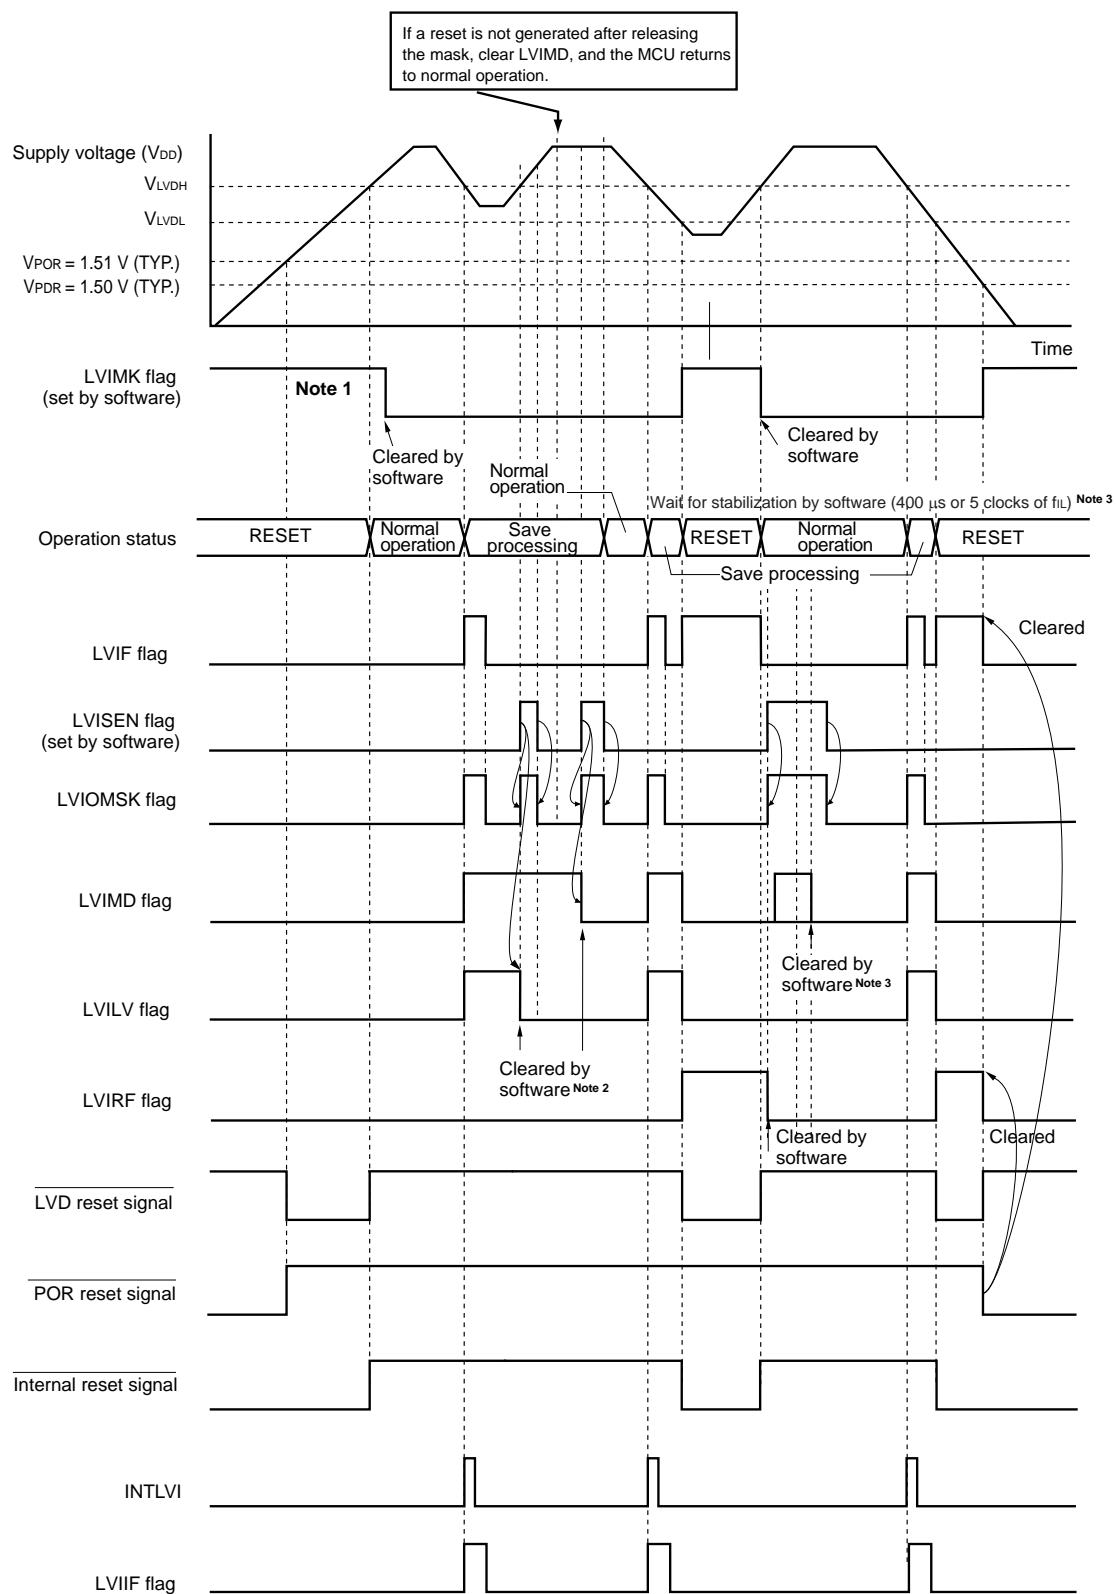 If a reset is not generated after releasing
the mask, clear LVIMD, and the MCU returns
to normal operation.
Supply voltage (VDD)
VLVDH
VLVDL
VPOR = 1.51 V (TYP.)
VPDR = 1.50 V (TYP.)
Time
LVIMK flag
(set by software)
Note 1
Cleared by
software
Cleared by
software
Normal
operation
Wait for stabilization by software (400 μs or 5 clocks of fIL) Note 3
Operation status
RESET
Normal
operation
Save
processing
RESET
Normal
operation
RESET
Save processing
LVIF flag
Cleared
LVISEN flag
(set by software)
LVIOMSK flag
LVIMD flag
Cleared by
software Note 3
LVILV flag
Cleared by
software Note 2
LVIRF flag
Cleared by
software
Cleared
LVD reset signal
POR reset signal
Internal reset signal
INTLVI
LVIIF flag